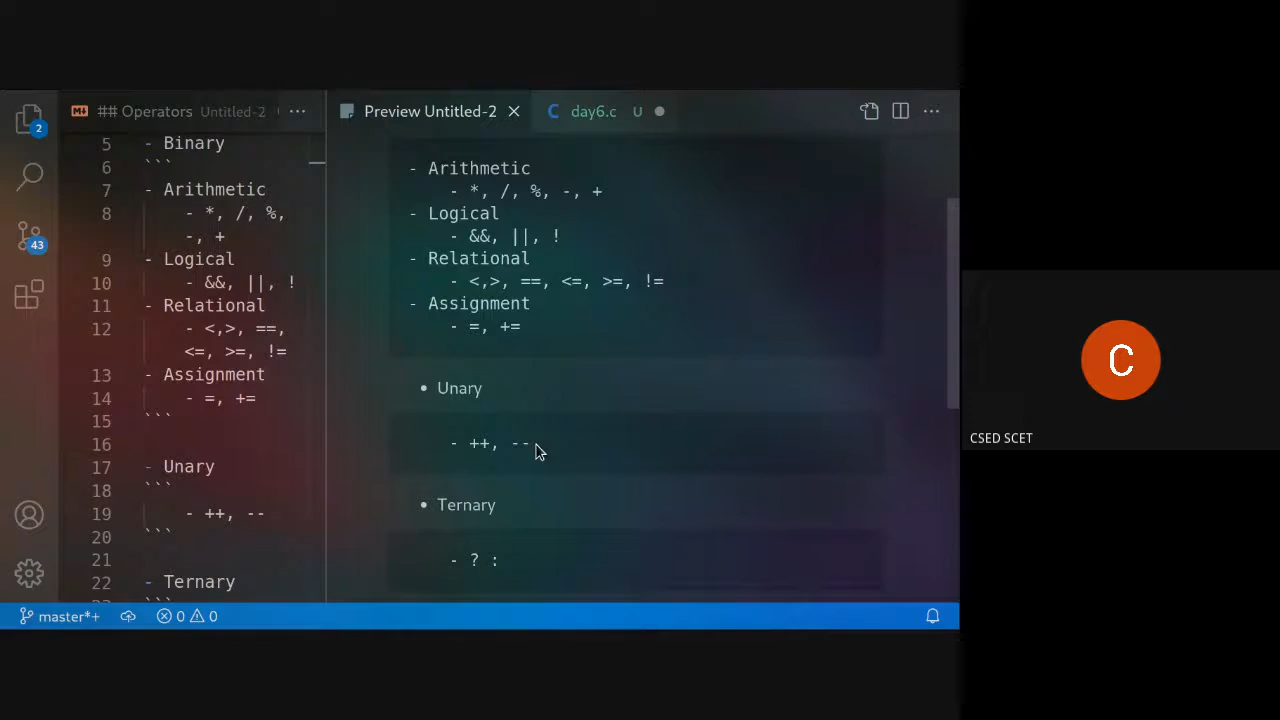 ## Operators Untitled-2 ···
Preview Untitled-2
C day6.c U
2
43
5 - Binary
6 ```
7 - Arithmetic
8 - *, /, %,
-, +
9 - Logical
10 - &&, ||, !
11 - Relational
12 - <,>, ==,
<=, >=, !=
13 - Assignment
14 - =, +=
15 ```
16
17 - Unary
18 ```
19 - ++, --
20 ```
21
22 - Ternary
- Arithmetic
- *, /, %, -, +
- Logical
- &&, ||, !
- Relational
- <,>, ==, <=, >=, !=
- Assignment
- =, +=
• Unary
- ++, --
• Ternary
- ? :
master*+
0 0
C
CSED SCET